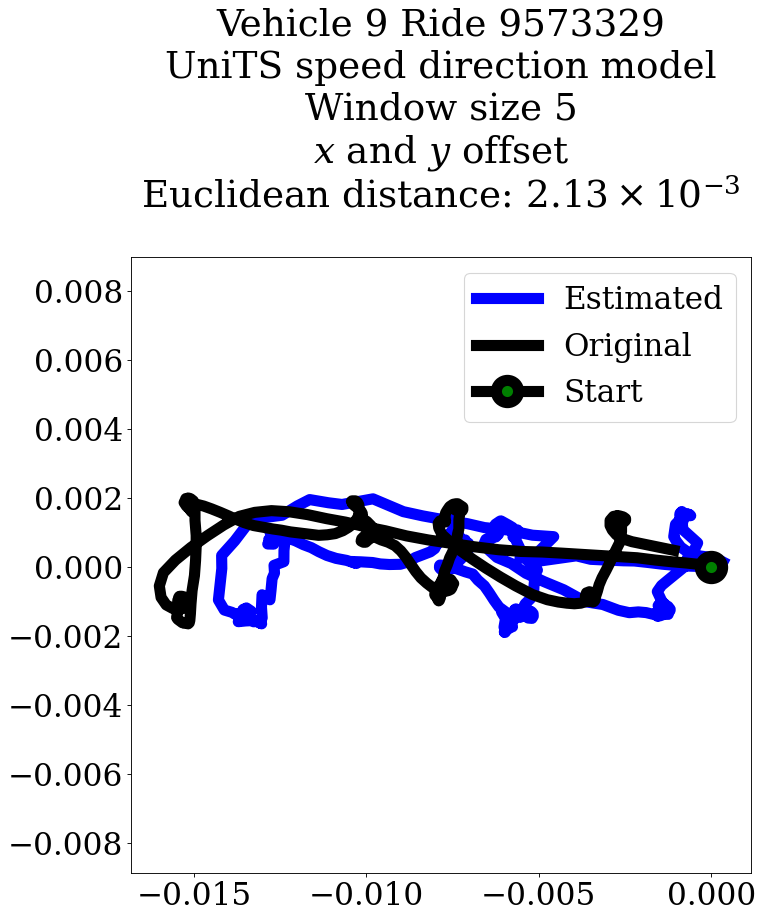 Vehicle 9 Ride 9573329
UniTS speed direction model
Window size 5
x and y offset
Euclidean distance: 2.13 × 10⁻³
Estimated
Original
Start
0.008
0.006
0.004
0.002
0.000
−0.002
−0.004
−0.006
−0.008
−0.015 −0.010 −0.005 0.000